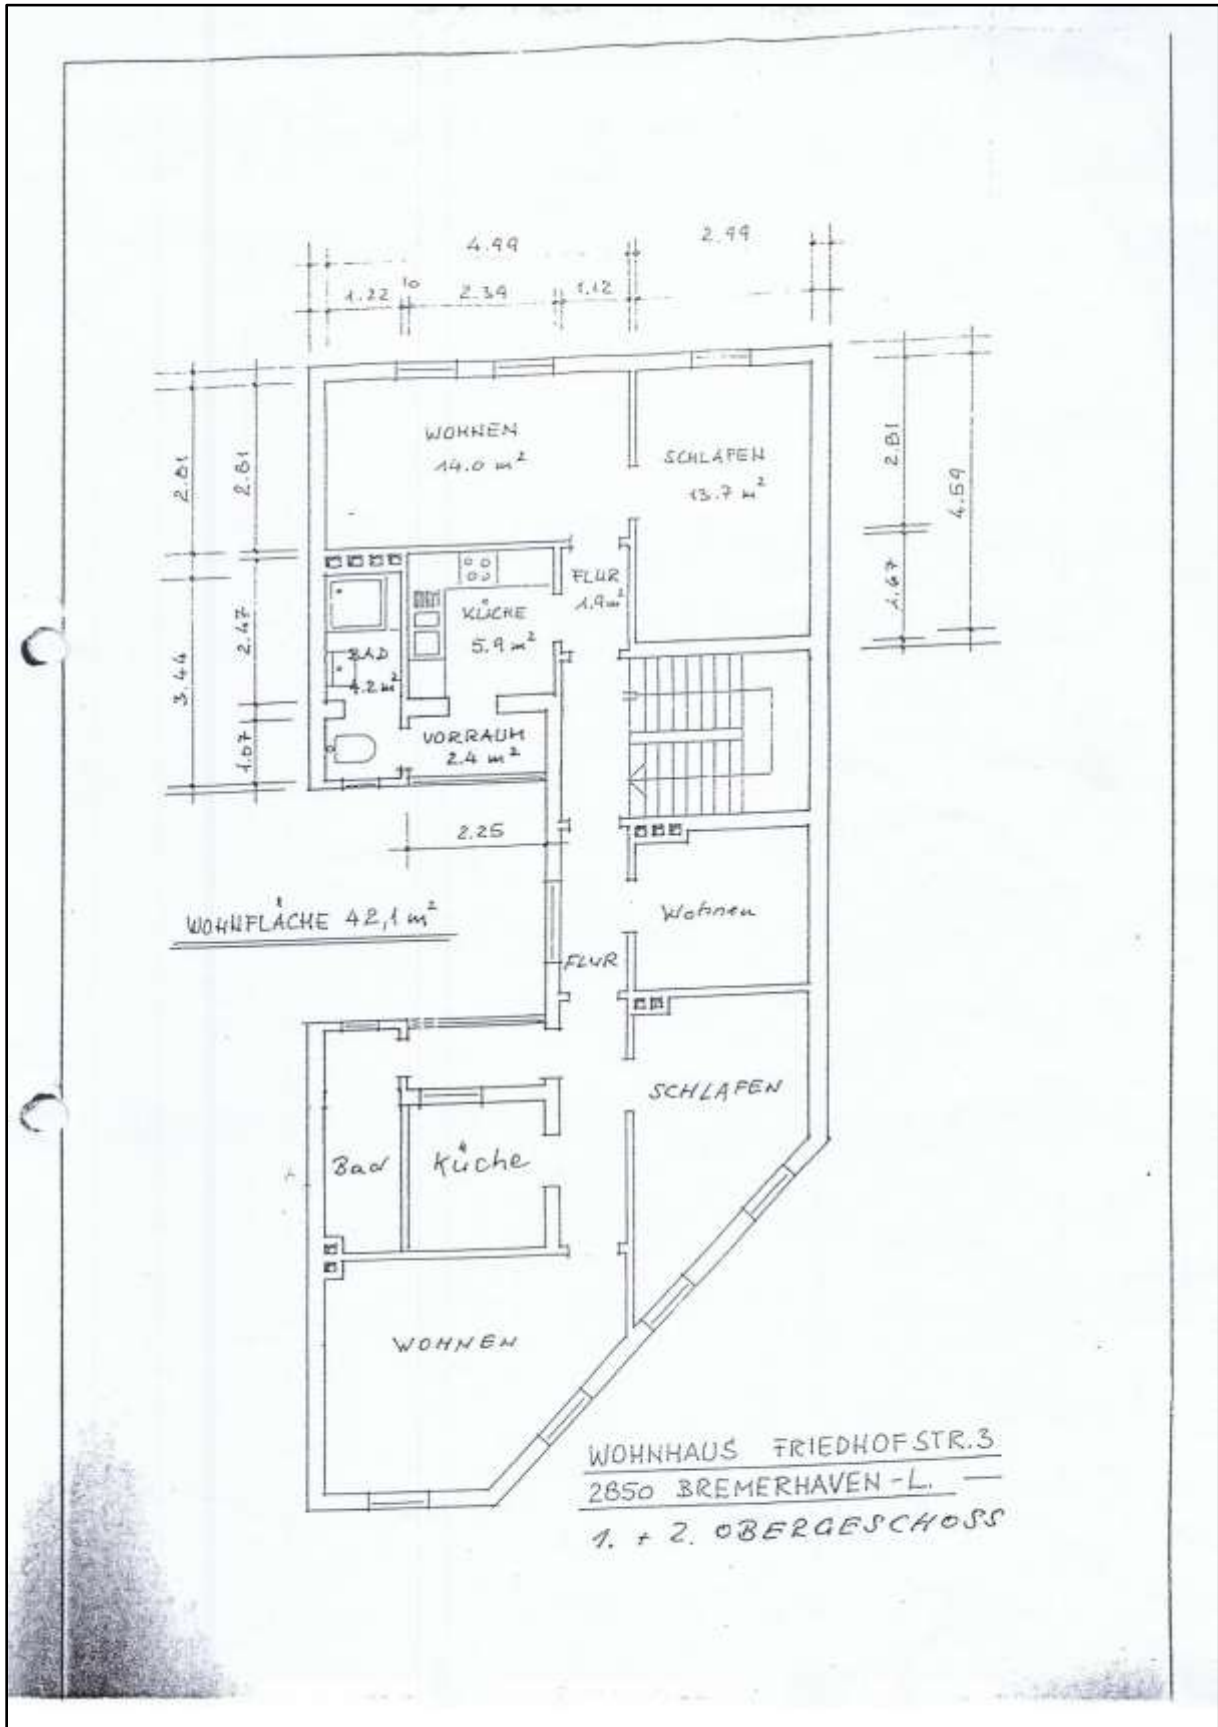 4.99
2.99
1.22
10
2.39
1.12
WOHNEN
14.0 m²
SCHLAFEN
13.7 m²
2.81
2.81
2.81
4.59
1.67
FLUR
1.9 m²
KÜCHE
5.9 m²
BAD
4.2 m²
2.47
3.44
1.07
VORRAUM
2.4 m²
2.25
WOHNFLÄCHE 42,1 m²
Wohnen
FLUR
SCHLAFEN
Bad
Küche
WOHNEN
WOHNHAUS FRIEDHOFSTR.3
2850 BREMERHAVEN-L.
1. + 2. OBERGESCHOSS